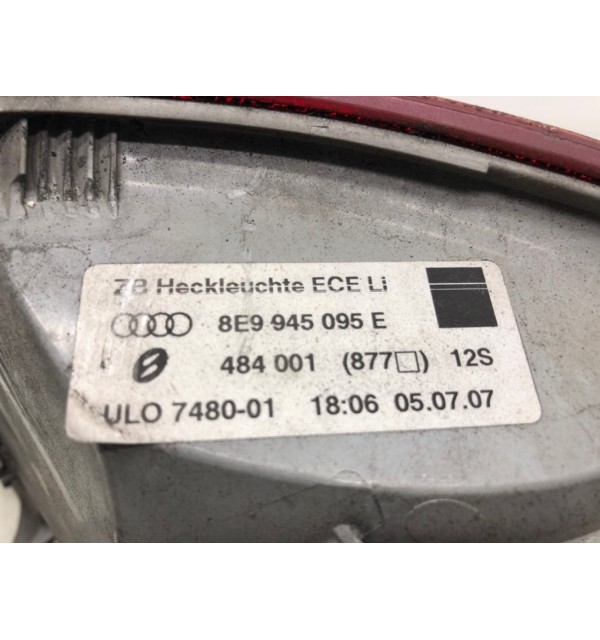 ZB Heckleuchte ECE Li
8E9 945 095 E
484 001 (877□) 12S
ULO 7480-01 18:06 05.07.07